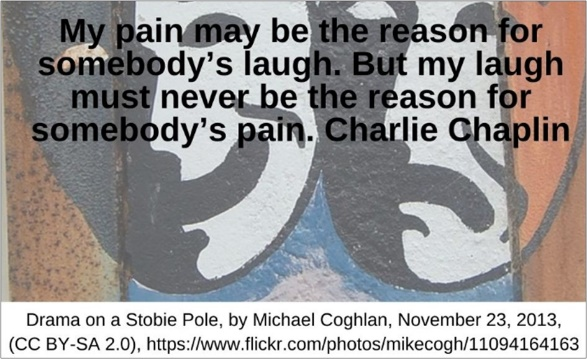 My pain may be the reason for
somebody’s laugh. But my laugh
must never be the reason for
somebody’s pain. Charlie Chaplin
Drama on a Stobie Pole, by Michael Coghlan, November 23, 2013,
(CC BY-SA 2.0), https://www.flickr.com/photos/mikecogh/11094164163